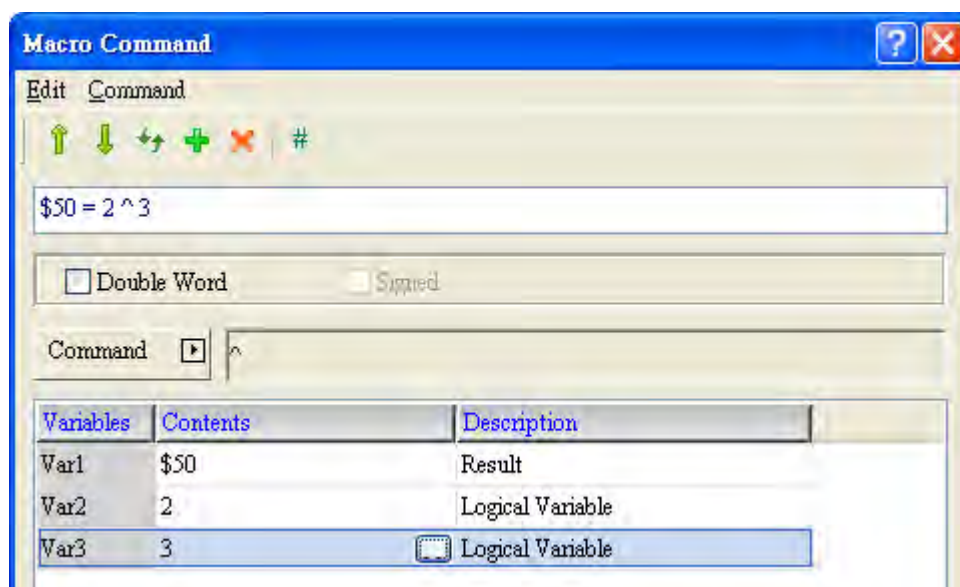 Macro Command
Edit Command
#
$50 = 2 ^ 3
Double Word Signed
Command ^
Variables Contents Description
Var1 $50 Result
Var2 2 Logical Variable
Var3 3 Logical Variable